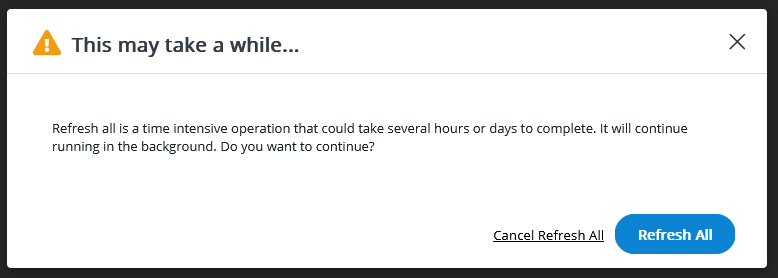 This may take a while...
Refresh all is a time intensive operation that could take several hours or days to complete. It will continue
running in the background. Do you want to continue?
Cancel Refresh All
Refresh All